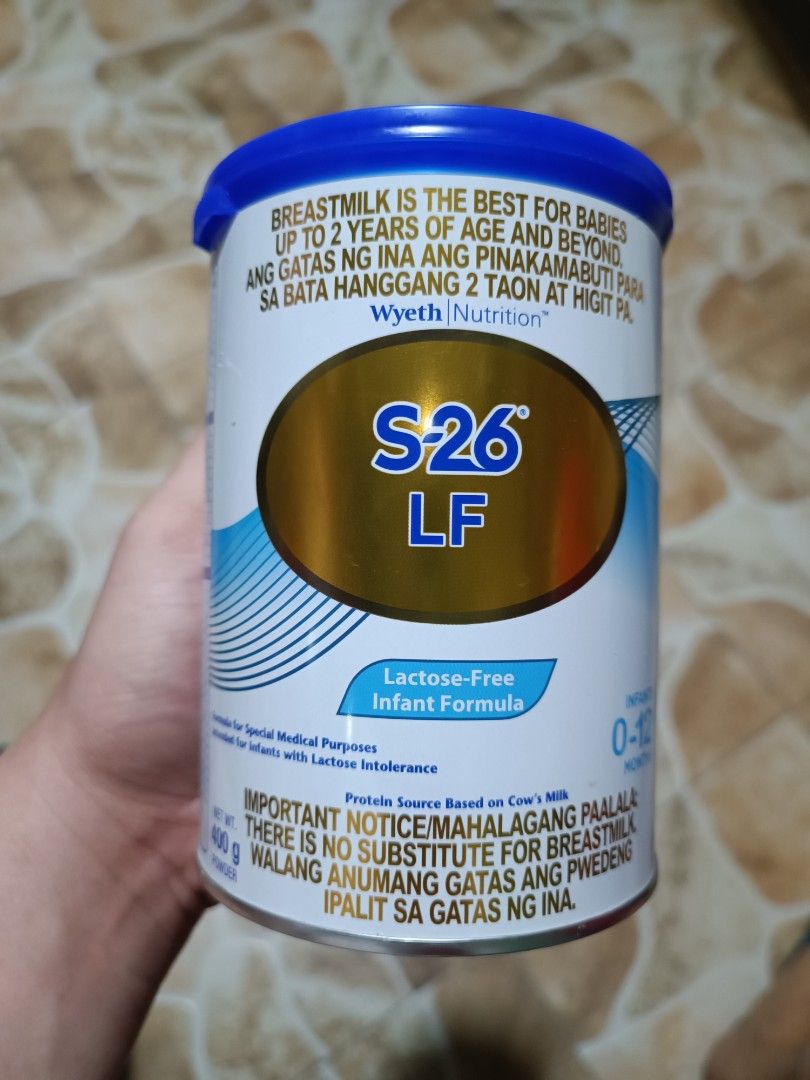 BREASTMILK IS THE BEST FOR BABIES
UP TO 2 YEARS OF AGE AND BEYOND.
ANG GATAS NG INA ANG PINAKAMABUTI PARA
SA BATA HANGGANG 2 TAON AT HIGIT PA.
Wyeth|Nutrition™
S-26®
LF
Lactose-Free
Infant Formula
Formula for Special Medical Purposes
Intended for Infants with Lactose Intolerance
0-12
Protein Source Based on Cow's Milk
NET WT.
400 g
POWDER
IMPORTANT NOTICE/MAHALAGANG PAALALA:
THERE IS NO SUBSTITUTE FOR BREASTMILK.
WALANG ANUMANG GATAS ANG PWEDENG
IPALIT SA GATAS NG INA.